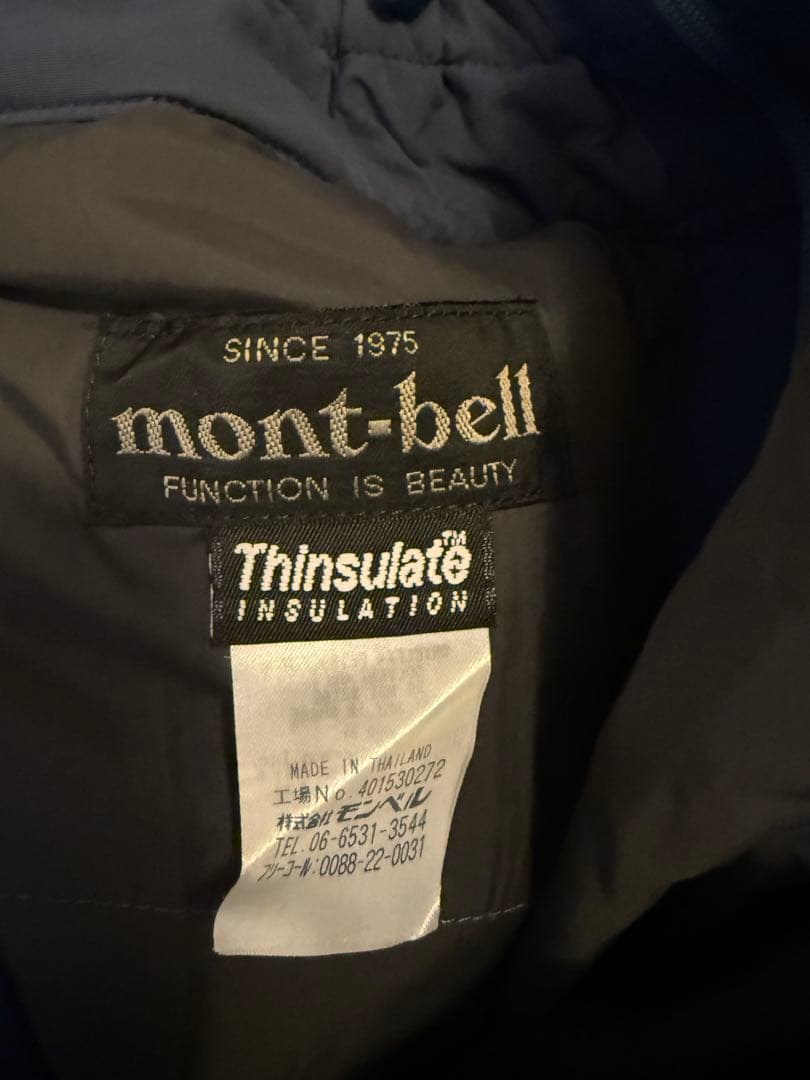 SINCE 1975
mont-bell
FUNCTION IS BEAUTY
Thinsulate™
INSULATION
MADE IN THAILAND
工場No.401530272
株式会社モンベル
TEL.06-6531-3544
フリーコール:0088-22-0031